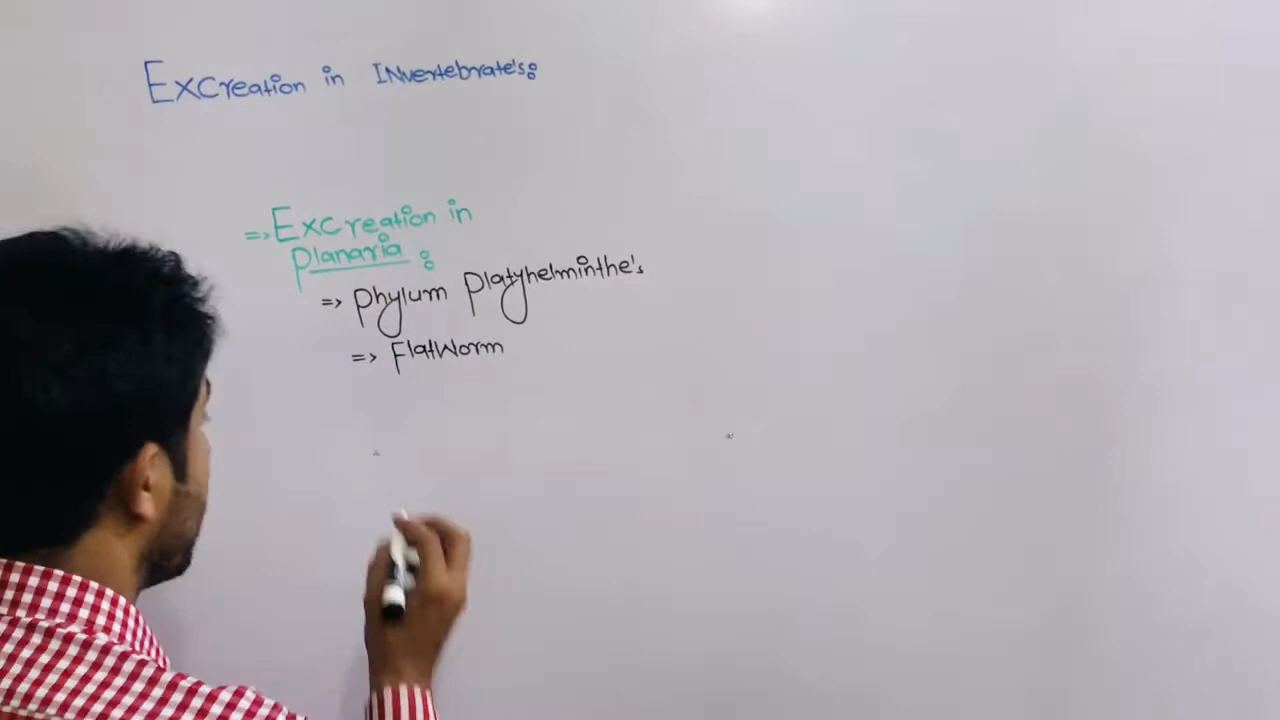 Excreation in Invertebrate's:
=> Excreation in
Planaria :
=> Phylum Platyhelminthe's
=> FlatWorm